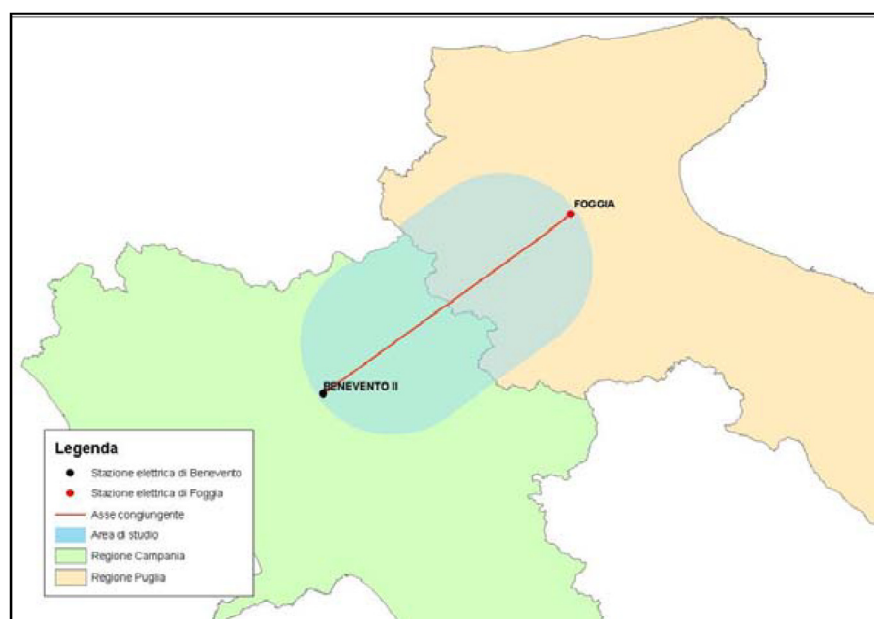 FOGGIA
BENEVENTO II
Legenda
Stazione elettrica di Benevento
Stazione elettrica di Foggia
Asse congiungente
Area di studio
Regione Campania
Regione Puglia